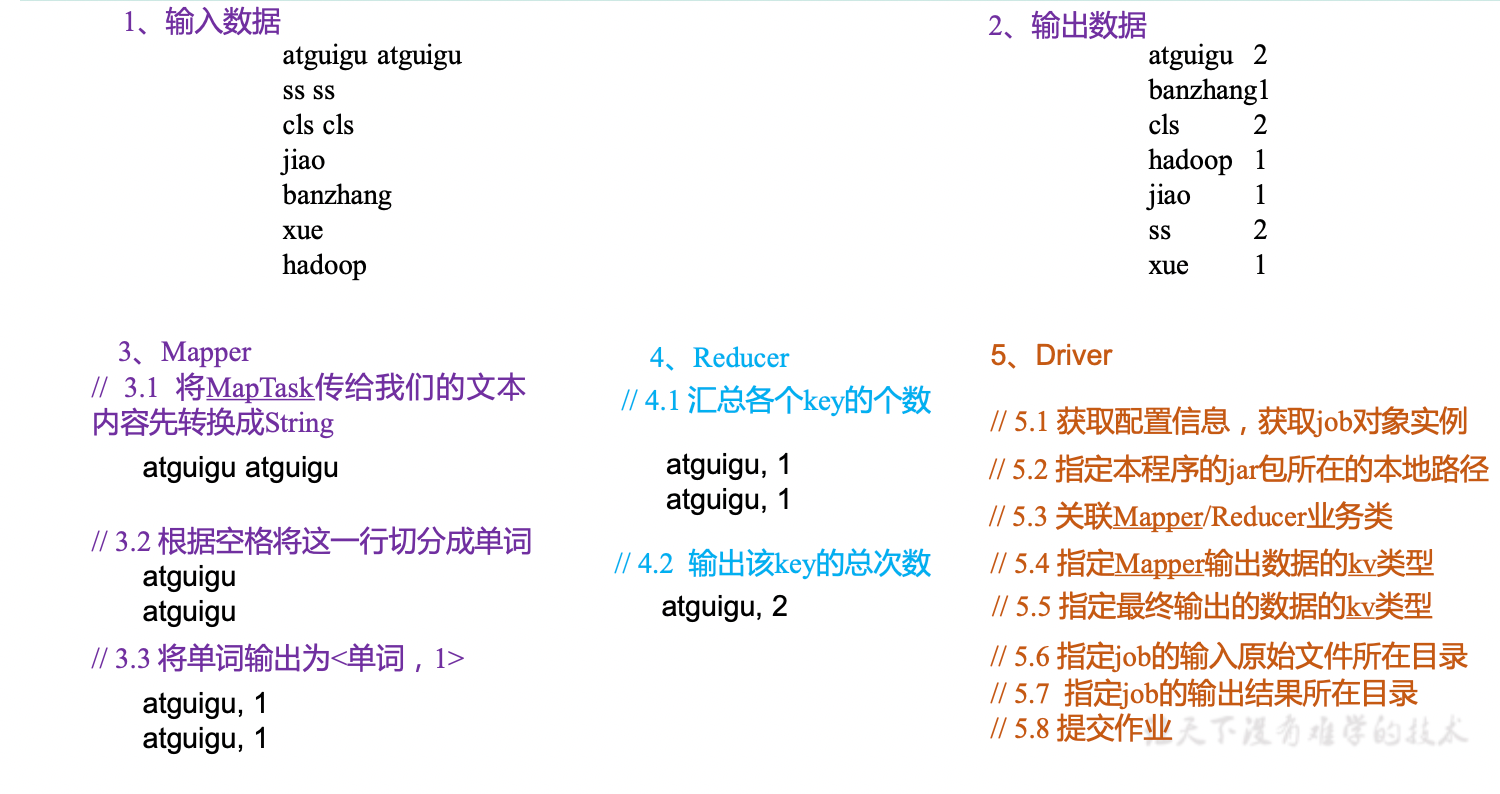 1、输入数据
atguigu atguigu
ss ss
cls cls
jiao
banzhang
xue
hadoop
2、输出数据
atguigu 2
banzhang1
cls 2
hadoop 1
jiao 1
ss 2
xue 1
3、Mapper
// 3.1 将MapTask传给我们的文本
内容先转换成String
atguigu atguigu
// 3.2 根据空格将这一行切分成单词
atguigu
atguigu
// 3.3 将单词输出为<单词，1>
atguigu, 1
atguigu, 1
4、Reducer
// 4.1 汇总各个key的个数
atguigu, 1
atguigu, 1
// 4.2 输出该key的总次数
atguigu, 2
5、Driver
// 5.1 获取配置信息，获取job对象实例
// 5.2 指定本程序的jar包所在的本地路径
// 5.3 关联Mapper/Reducer业务类
// 5.4 指定Mapper输出数据的kv类型
// 5.5 指定最终输出的数据的kv类型
// 5.6 指定job的输入原始文件所在目录
// 5.7 指定job的输出结果所在目录
// 5.8 提交作业
天下没有难学的技术